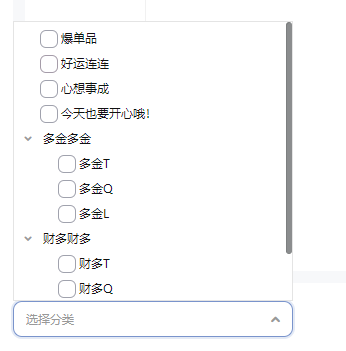 爆单品
好运连连
心想事成
今天也要开心哦！
多金多金
多金T
多金Q
多金L
财多财多
财多T
财多Q
选择分类